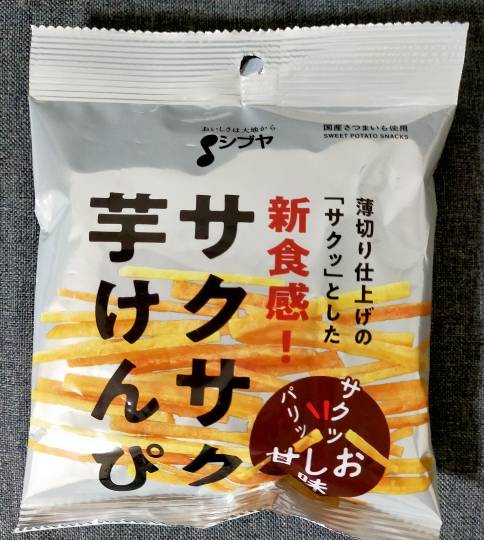 おいしさは大地から
シブヤ
国産さつまいも使用
SWEET POTATO SNACKS
薄切り仕上げの
「サクッ」とした
新食感！
サクサク
芋けんぴ
サクッ
パリッ
お
しみ
甘味